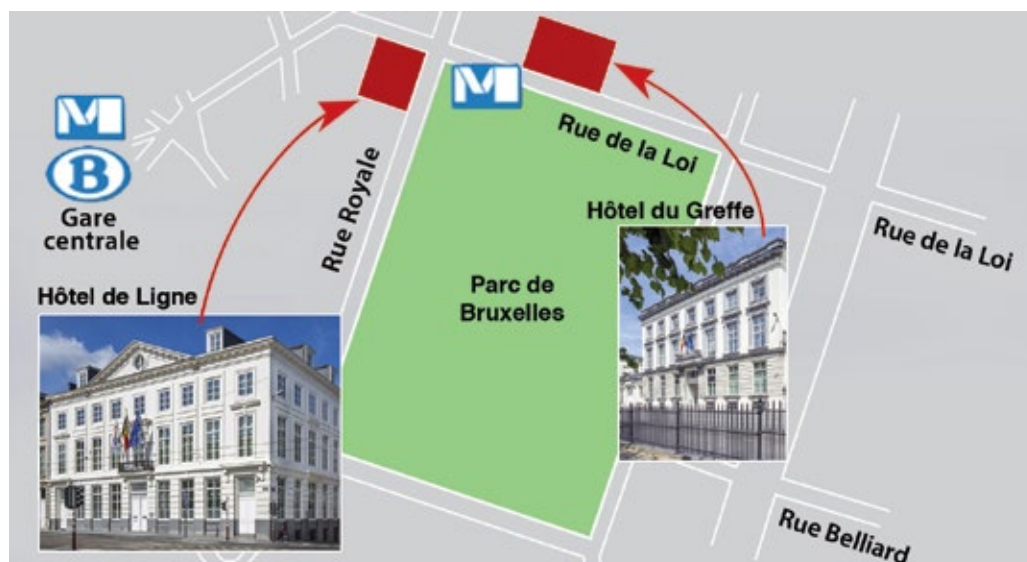 M
B
Gare
centrale
Hôtel de Ligne
Rue Royale
M
Rue de la Loi
Hôtel du Greffe
Parc de
Bruxelles
Rue de la Loi
Rue Belliard